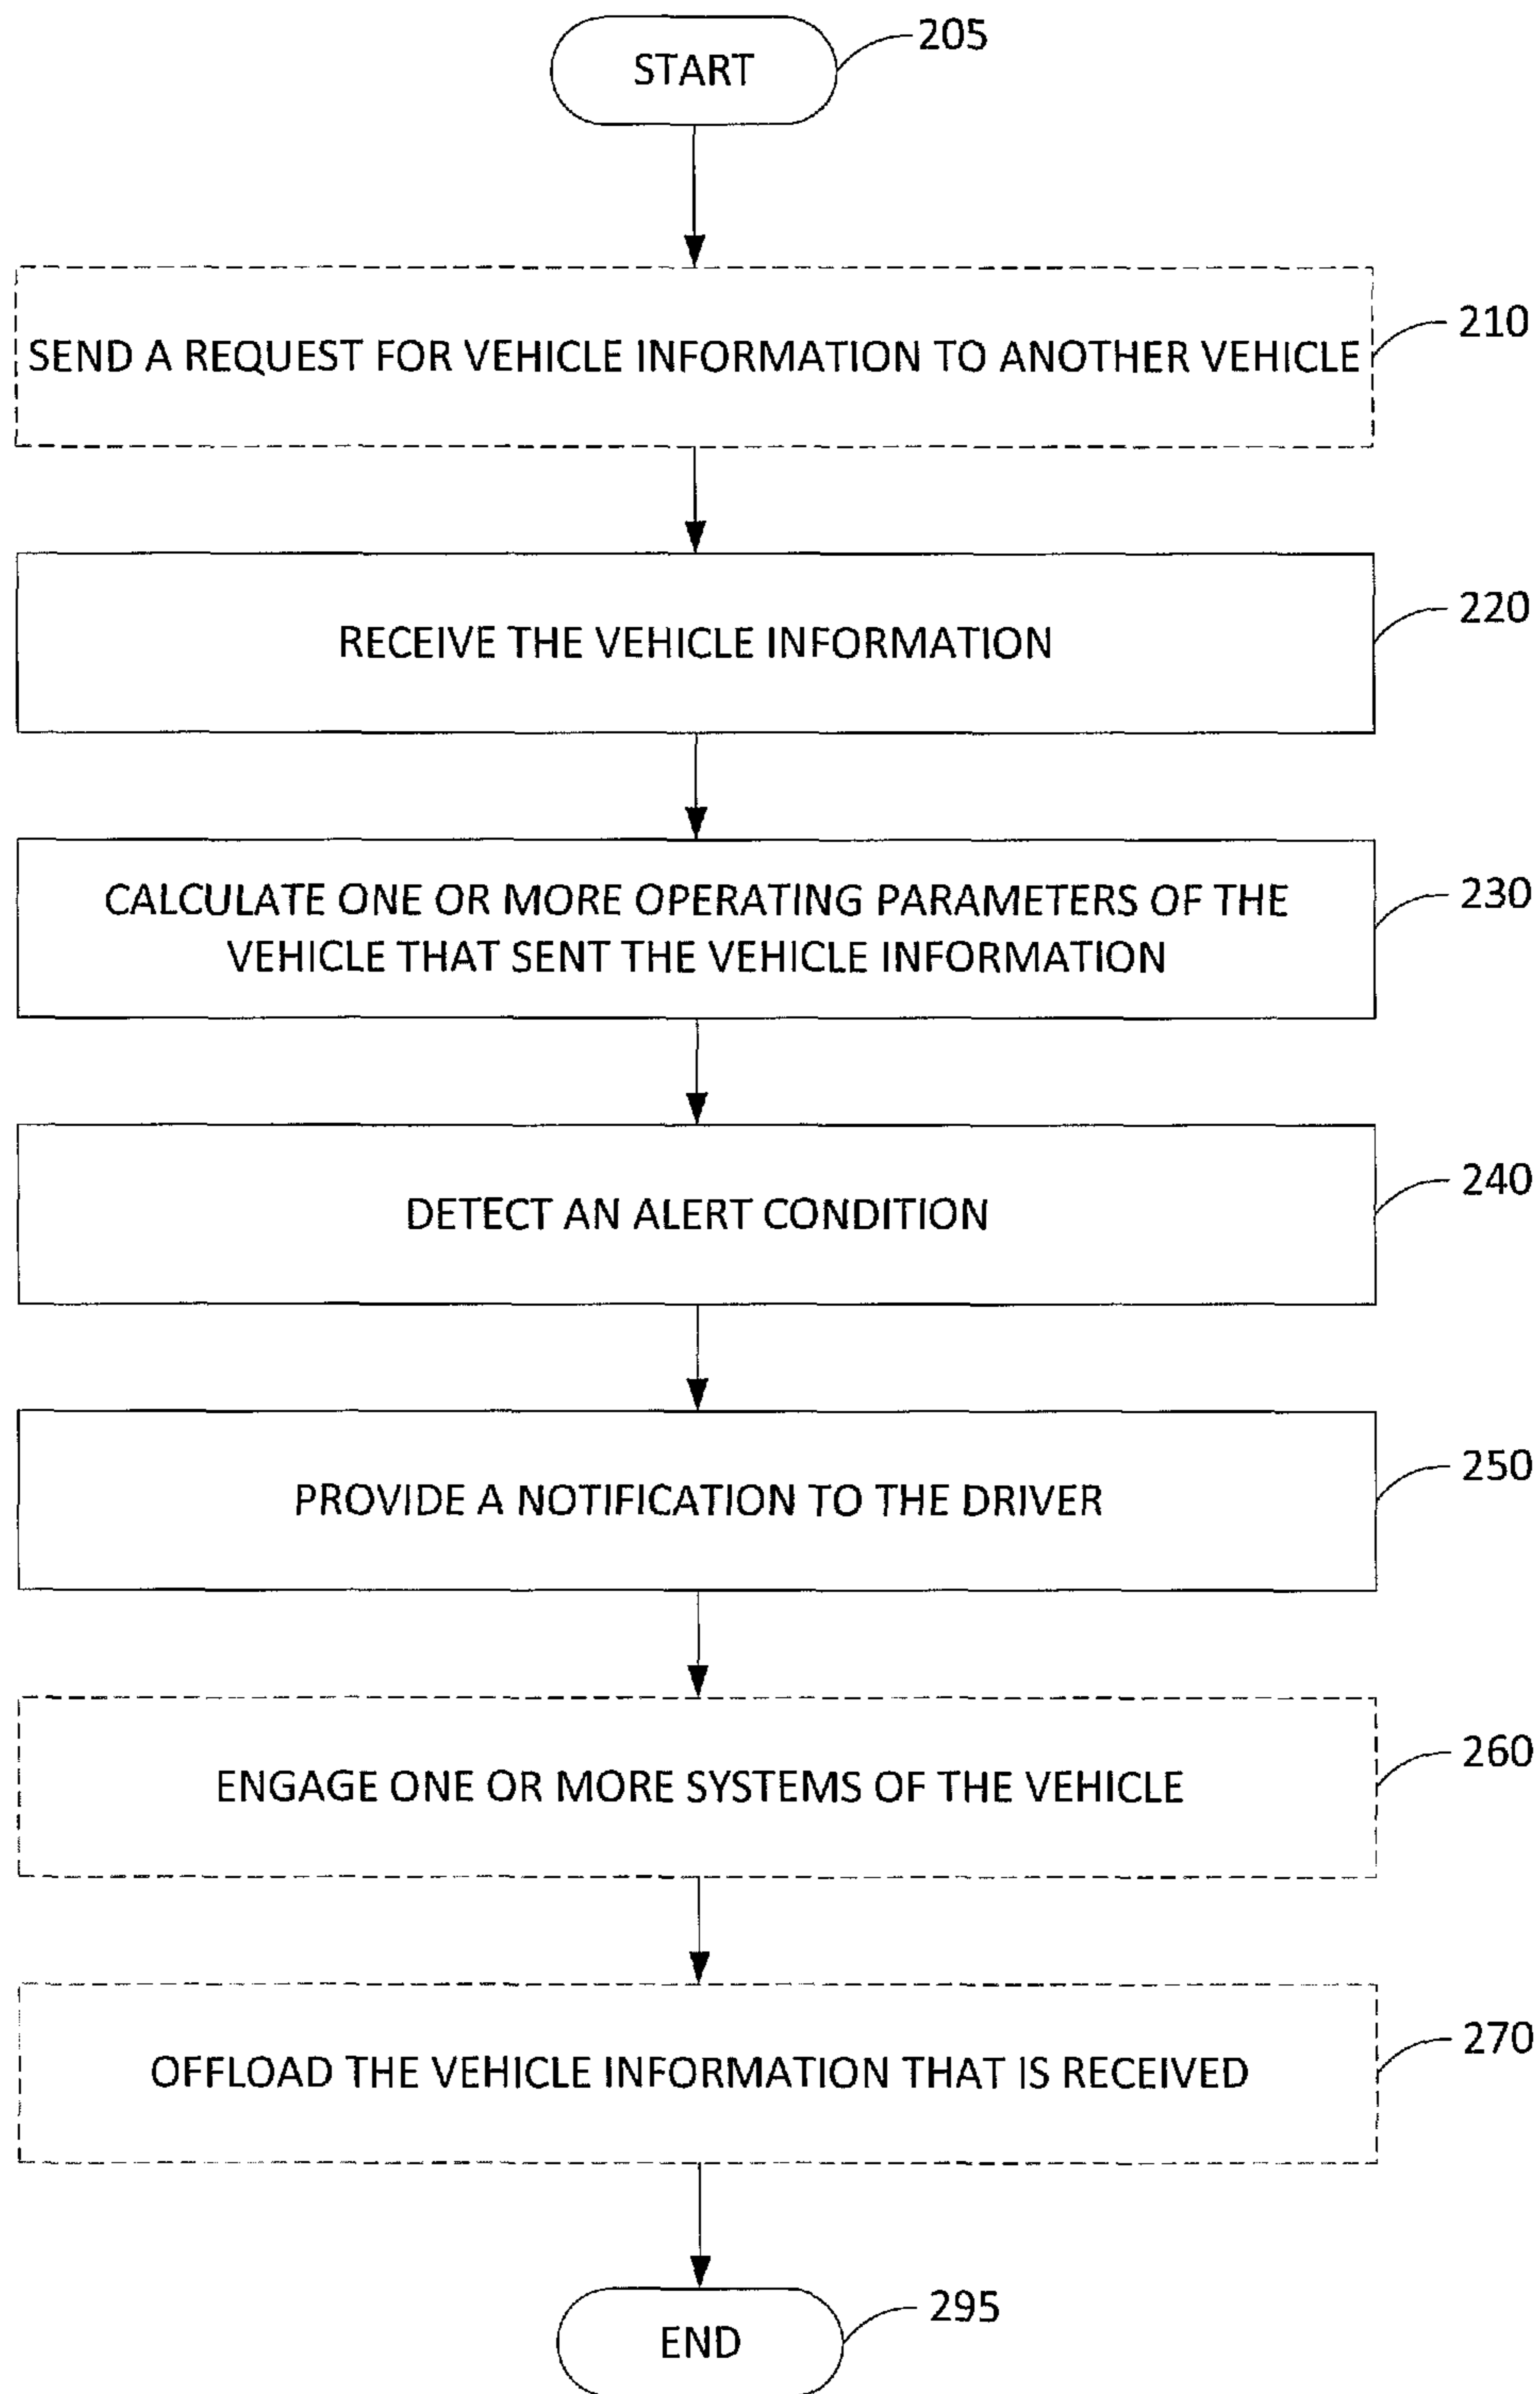 START
205
SEND A REQUEST FOR VEHICLE INFORMATION TO ANOTHER VEHICLE
210
RECEIVE THE VEHICLE INFORMATION
220
CALCULATE ONE OR MORE OPERATING PARAMETERS OF THE
VEHICLE THAT SENT THE VEHICLE INFORMATION
230
DETECT AN ALERT CONDITION
240
PROVIDE A NOTIFICATION TO THE DRIVER
250
ENGAGE ONE OR MORE SYSTEMS OF THE VEHICLE
260
OFFLOAD THE VEHICLE INFORMATION THAT IS RECEIVED
270
END
295